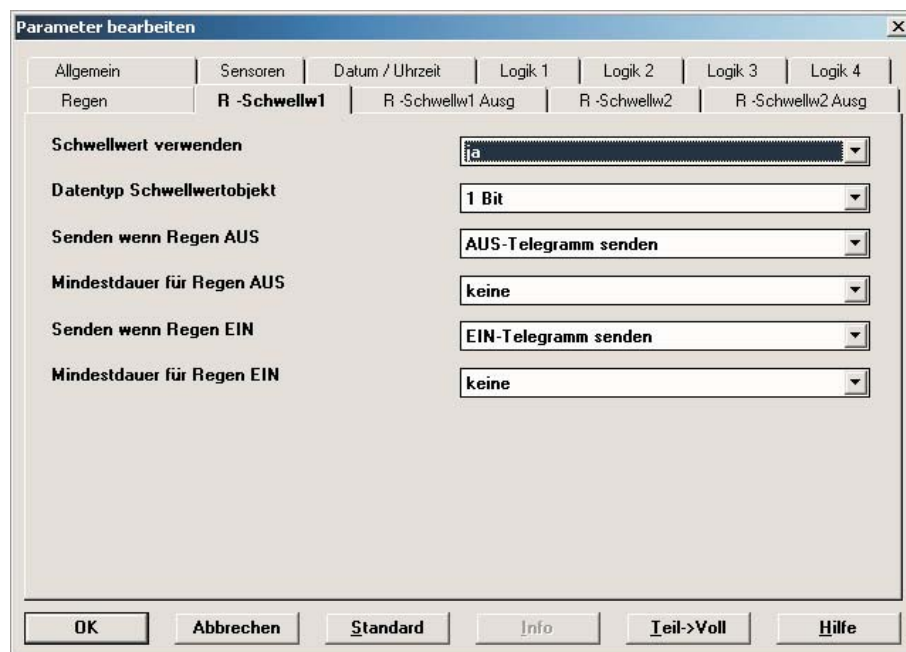 Parameter bearbeiten
Allgemein Sensoren Datum / Uhrzeit Logik 1 Logik 2 Logik 3 Logik 4
Regen R -Schwellw1 R -Schwellw1 Ausg R -Schwellw2 R -Schwellw2 Ausg
Schwellwert verwenden ja
Datentyp Schwellwertobjekt 1 Bit
Senden wenn Regen AUS AUS-Telegramm senden
Mindestdauer für Regen AUS keine
Senden wenn Regen EIN EIN-Telegramm senden
Mindestdauer für Regen EIN keine
OK Abbrechen Standard Info Teil->Voll Hilfe